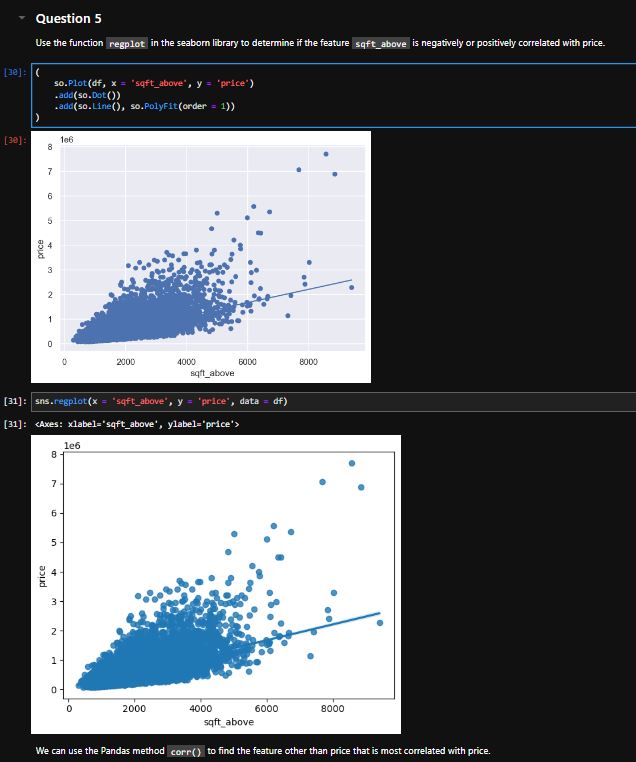 Question 5
Use the function regplot in the seaborn library to determine if the feature sqft_above is negatively or positively correlated with price.
[30]: (
so.Plot(df, x = 'sqft_above', y = 'price')
.add(so.Dot())
.add(so.Line(), so.PolyFit(order = 1))
)
[30]:
1e6
8
7
6
5
4
3
2
1
0
price
0 2000 4000 6000 8000
sqft_above
[31]: sns.regplot(x = 'sqft_above', y = 'price', data = df)
[31]: <Axes: xlabel='sqft_above', ylabel='price'>
1e6
8
7
6
5
4
3
2
1
0
price
0 2000 4000 6000 8000
sqft_above
We can use the Pandas method corr() to find the feature other than price that is most correlated with price.